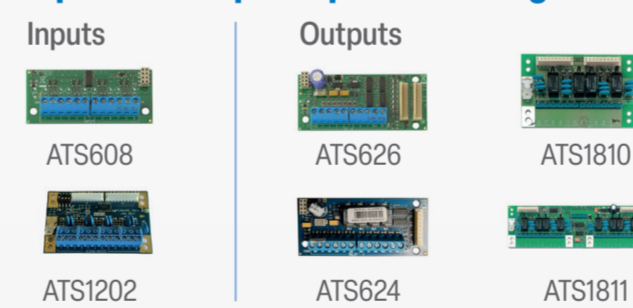 Inputs
Outputs
ATS608
ATS626
ATS1810
ATS1202
ATS624
ATS1811